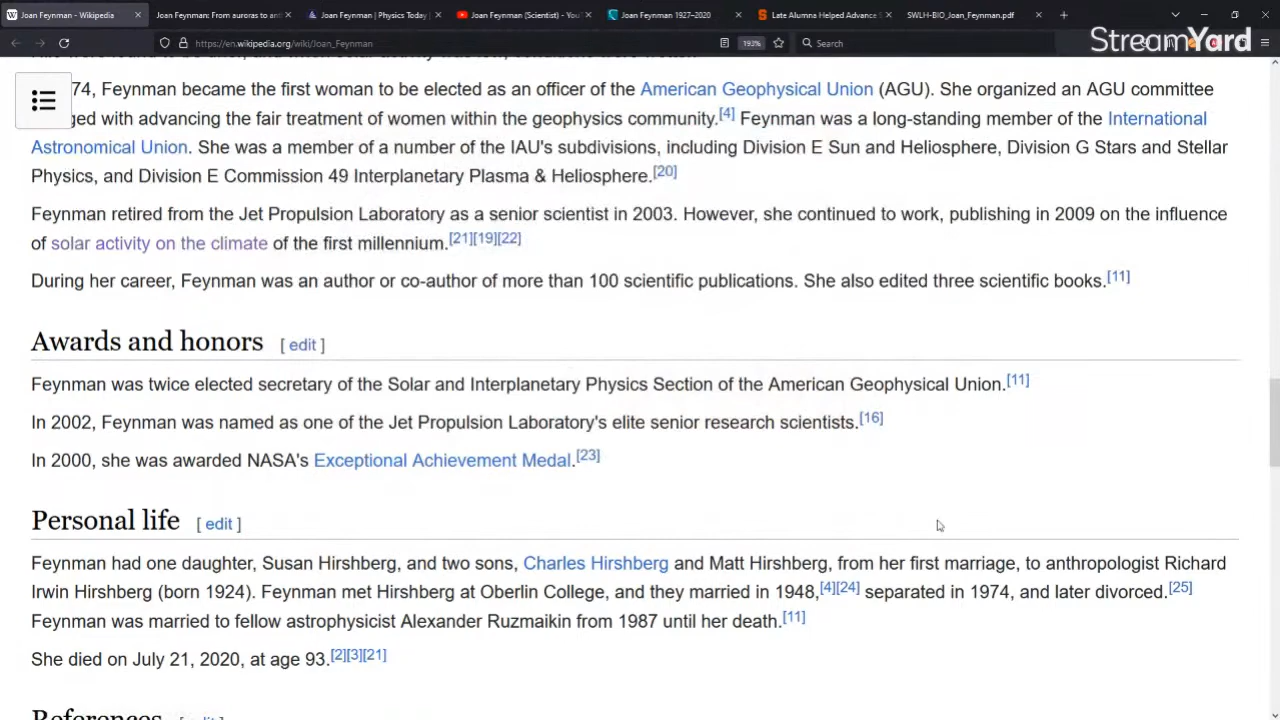 Joan Feynman - Wikipedia
Joan Feynman: From auroras to ant
Joan Feynman | Physics Today
Joan Feynman (Scientist) - You
Joan Feynman 1927–2020
Late Alumna Helped Advance S
SWLH-BIO_Joan_Feynman.pdf
https://en.wikipedia.org/wiki/Joan_Feynman
193%
Search
StreamYard
74, Feynman became the first woman to be elected as an officer of the American Geophysical Union (AGU). She organized an AGU committee
ged with advancing the fair treatment of women within the geophysics community.[4] Feynman was a long-standing member of the International
Astronomical Union. She was a member of a number of the IAU's subdivisions, including Division E Sun and Heliosphere, Division G Stars and Stellar
Physics, and Division E Commission 49 Interplanetary Plasma & Heliosphere.[20]
Feynman retired from the Jet Propulsion Laboratory as a senior scientist in 2003. However, she continued to work, publishing in 2009 on the influence
of solar activity on the climate of the first millennium.[21][19][22]
During her career, Feynman was an author or co-author of more than 100 scientific publications. She also edited three scientific books.[11]
Awards and honors [ edit ]
Feynman was twice elected secretary of the Solar and Interplanetary Physics Section of the American Geophysical Union.[11]
In 2002, Feynman was named as one of the Jet Propulsion Laboratory's elite senior research scientists.[16]
In 2000, she was awarded NASA's Exceptional Achievement Medal.[23]
Personal life [ edit ]
Feynman had one daughter, Susan Hirshberg, and two sons, Charles Hirshberg and Matt Hirshberg, from her first marriage, to anthropologist Richard
Irwin Hirshberg (born 1924). Feynman met Hirshberg at Oberlin College, and they married in 1948,[4][24] separated in 1974, and later divorced.[25]
Feynman was married to fellow astrophysicist Alexander Ruzmaikin from 1987 until her death.[11]
She died on July 21, 2020, at age 93.[2][3][21]
References [ edit ]